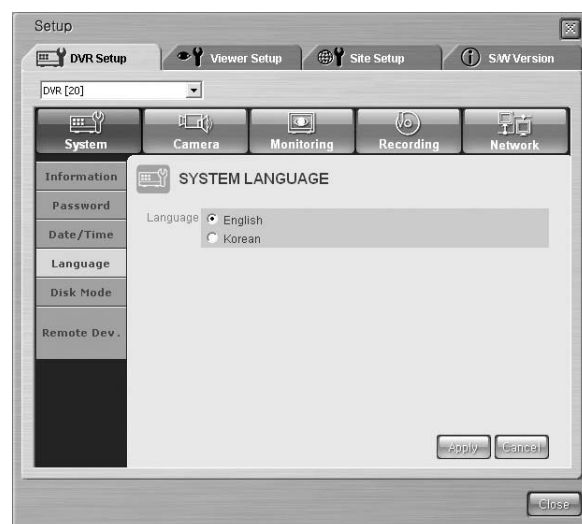 Setup
DVR Setup Viewer Setup Site Setup S/W Version
DVR [20]
System Camera Monitoring Recording Network
Information
Password
Date/Time
Language
Disk Mode
Remote Dev.
SYSTEM LANGUAGE
Language English
Korean
Apply Cancel
Close